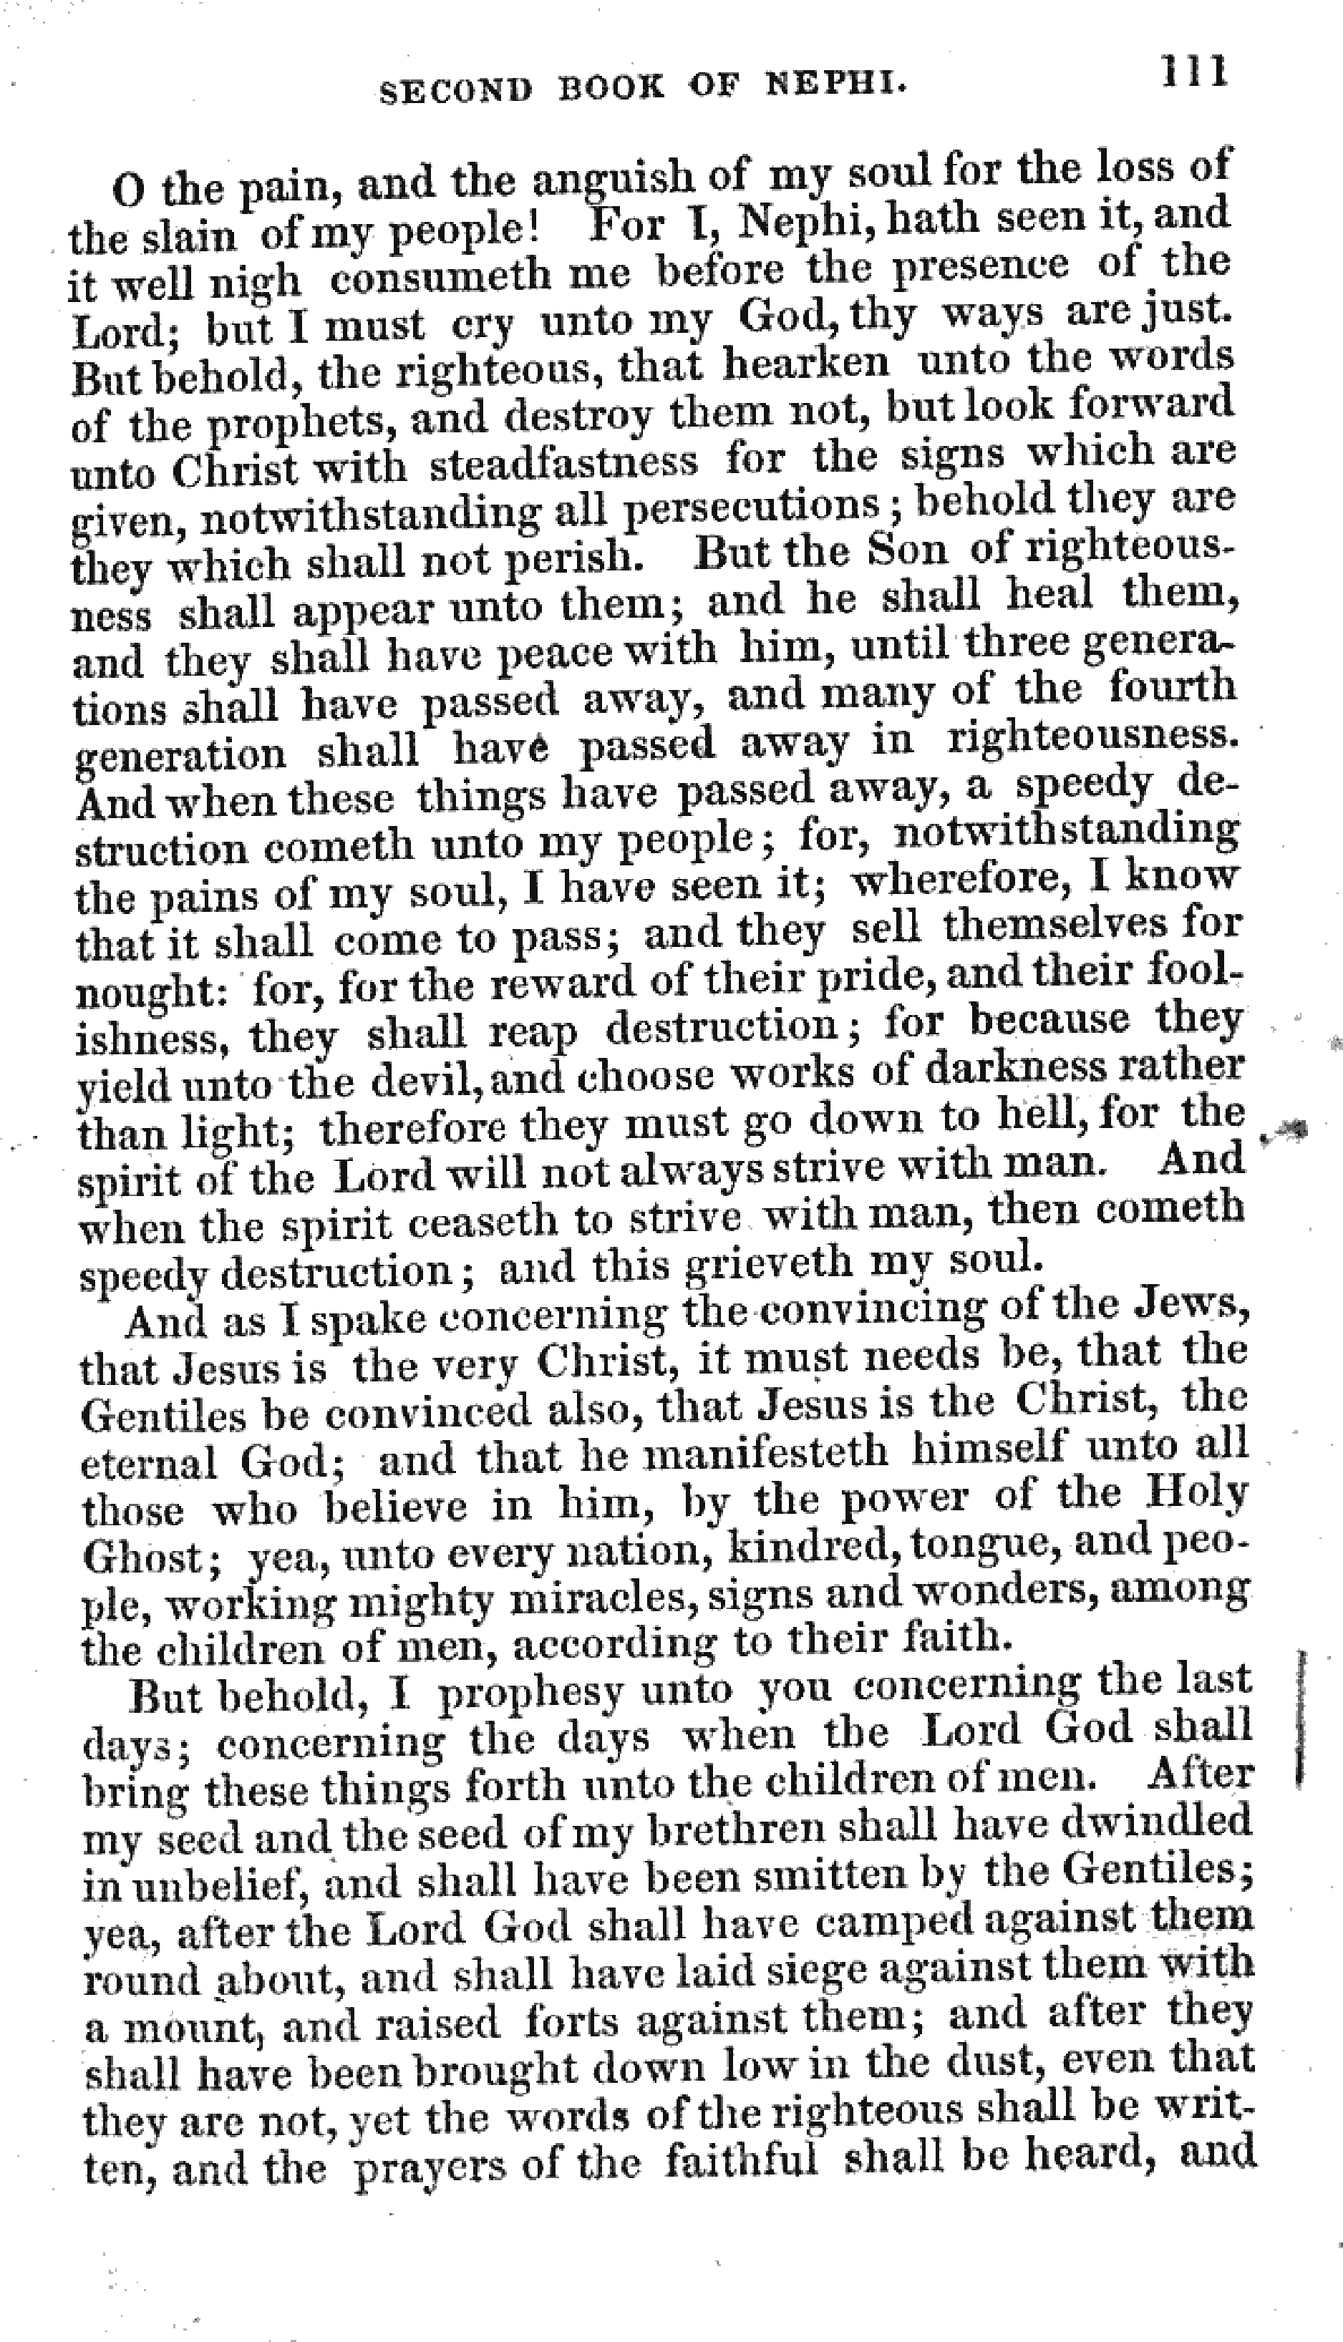 SECOND BOOK OF NEPHI. 111
O the pain, and the anguish of my soul for the loss of
the slain of my people! For I, Nephi, hath seen it, and
it well nigh consumeth me before the presence of the
Lord; but I must cry unto my God, thy ways are just.
But behold, the righteous, that hearken unto the words
of the prophets, and destroy them not, but look forward
unto Christ with steadfastness for the signs which are
given, notwithstanding all persecutions; behold they are
they which shall not perish. But the Son of righteous-
ness shall appear unto them; and he shall heal them,
and they shall have peace with him, until three genera-
tions shall have passed away, and many of the fourth
generation shall have passed away in righteousness.
And when these things have passed away, a speedy de-
struction cometh unto my people; for, notwithstanding
the pains of my soul, I have seen it; wherefore, I know
that it shall come to pass; and they sell themselves for
nought: for, for the reward of their pride, and their fool-
ishness, they shall reap destruction; for because they
yield unto the devil, and choose works of darkness rather
than light; therefore they must go down to hell, for the
spirit of the Lord will not always strive with man. And
when the spirit ceaseth to strive with man, then cometh
speedy destruction; and this grieveth my soul.
And as I spake concerning the convincing of the Jews,
that Jesus is the very Christ, it must needs be, that the
Gentiles be convinced also, that Jesus is the Christ, the
eternal God; and that he manifesteth himself unto all
those who believe in him, by the power of the Holy
Ghost; yea, unto every nation, kindred, tongue, and peo-
ple, working mighty miracles, signs and wonders, among
the children of men, according to their faith.
But behold, I prophesy unto you concerning the last
days; concerning the days when the Lord God shall
bring these things forth unto the children of men. After
my seed and the seed of my brethren shall have dwindled
in unbelief, and shall have been smitten by the Gentiles;
yea, after the Lord God shall have camped against them
round about, and shall have laid siege against them with
a mount, and raised forts against them; and after they
shall have been brought down low in the dust, even that
they are not, yet the words of the righteous shall be writ-
ten, and the prayers of the faithful shall be heard, and